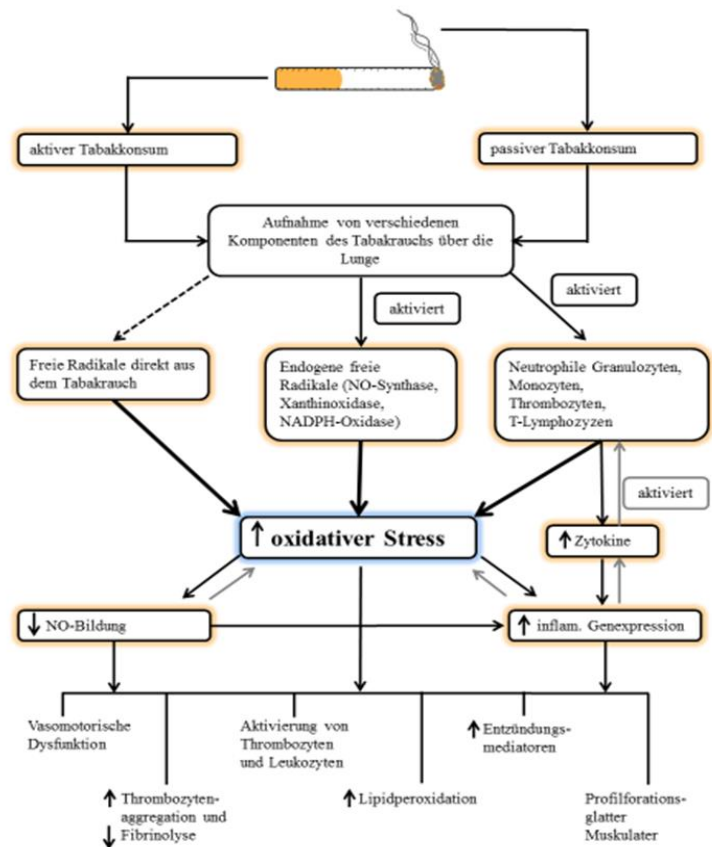 aktiver Tabakkonsum
passiver Tabakkonsum
Aufnahme von verschiedenen
Komponenten des Tabakrauchs über die
Lunge
aktiviert
aktiviert
Freie Radikale direkt aus
dem Tabakrauch
Endogene freie
Radikale (NO-Synthase,
Xanthinoxidase,
NADPH-Oxidase)
Neutrophile Granulozyten,
Monozyten,
Thrombozyten,
T-Lymphozyzen
aktiviert
↑ oxidativer Stress
↑ Zytokine
↓ NO-Bildung
↑ inflam. Genexpression
Vasomotorische
Dysfunktion
Aktivierung von
Thrombozyten
und Leukozyten
↑ Entzündungs-
mediatoren
↑ Thrombozyten-
aggregation und
↓ Fibrinolyse
↑ Lipidperoxidation
Profilforations-
glatter
Muskulater